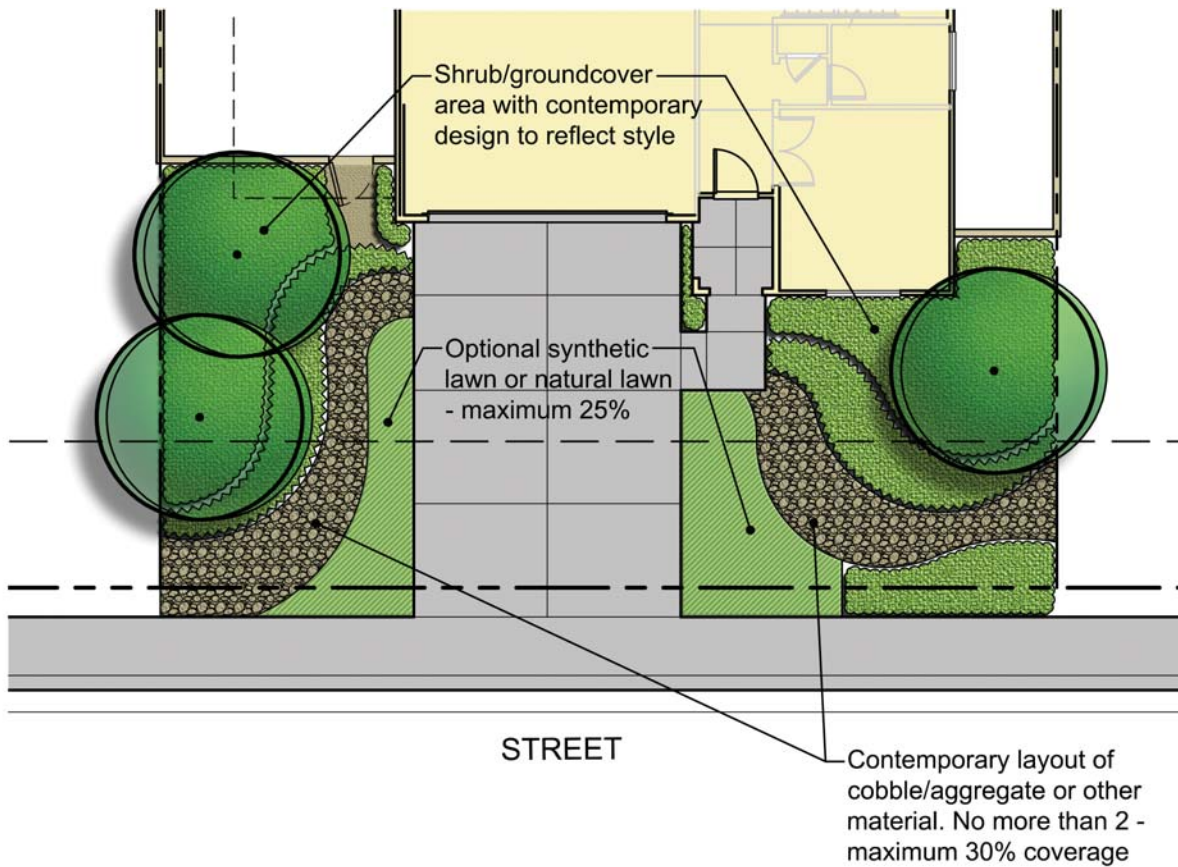 Shrub/groundcover
area with contemporary
design to reflect style
Optional synthetic
lawn or natural lawn
- maximum 25%
STREET
Contemporary layout of
cobble/aggregate or other
material. No more than 2 -
maximum 30% coverage